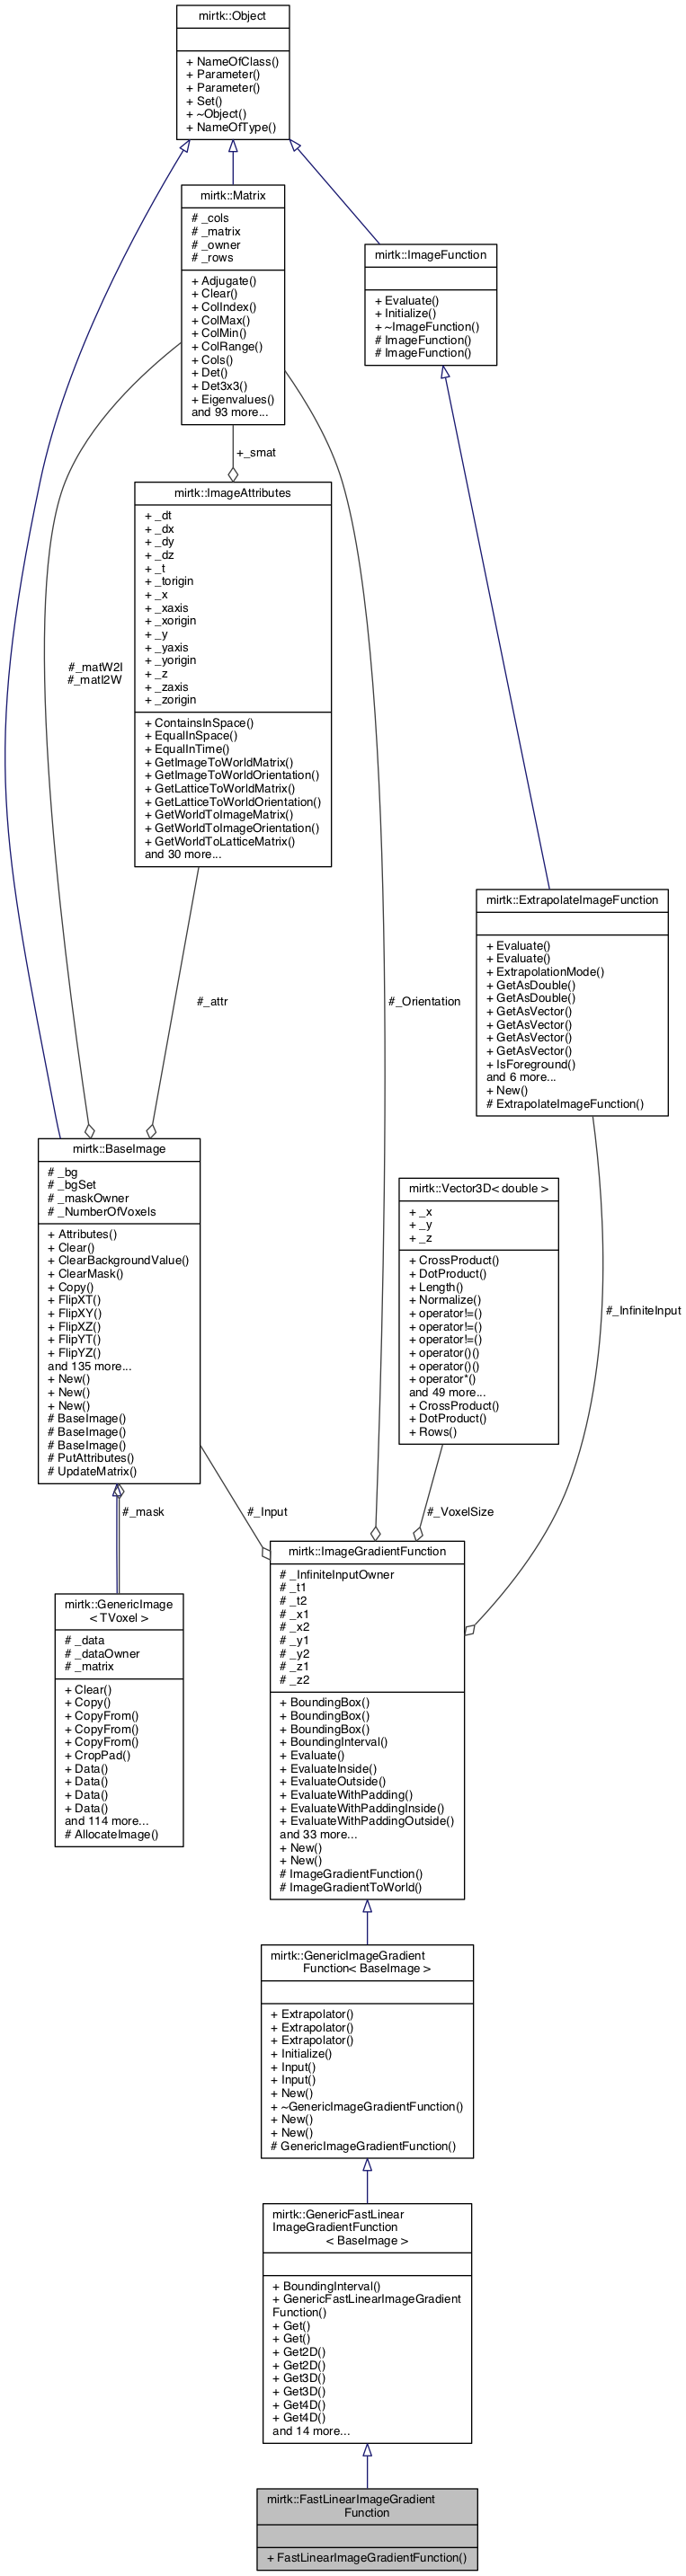 mirtk::Object
+ NameOfClass()
+ Parameter()
+ Parameter()
+ Set()
+ ~Object()
+ NameOfType()
mirtk::Matrix
# _cols
# _matrix
# _owner
# _rows
+ Adjugate()
+ Clear()
+ ColIndex()
+ ColMax()
+ ColMin()
+ ColRange()
+ Cols()
+ Det()
+ Det3x3()
+ Eigenvalues()
and 93 more...
mirtk::ImageFunction
+ Evaluate()
+ Initialize()
+ ~ImageFunction()
# ImageFunction()
# ImageFunction()
+_smat
mirtk::ImageAttributes
+ _dt
+ _dx
+ _dy
+ _dz
+ _t
+ _torigin
+ _x
+ _xaxis
+ _xorigin
+ _y
+ _yaxis
+ _yorigin
+ _z
+ _zaxis
+ _zorigin
+ ContainsInSpace()
+ EqualInSpace()
+ EqualInTime()
+ GetImageToWorldMatrix()
+ GetImageToWorldOrientation()
+ GetLatticeToWorldMatrix()
+ GetLatticeToWorldOrientation()
+ GetWorldToImageMatrix()
+ GetWorldToImageOrientation()
+ GetWorldToLatticeMatrix()
and 30 more...
#_matW2I
#_matI2W
mirtk::ExtrapolateImageFunction
+ Evaluate()
+ Evaluate()
+ ExtrapolationMode()
+ GetAsDouble()
+ GetAsDouble()
+ GetAsVector()
+ GetAsVector()
+ GetAsVector()
+ GetAsVector()
+ IsForeground()
and 6 more...
+ New()
# ExtrapolateImageFunction()
#_attr
#_Orientation
mirtk::BaseImage
# _bg
# _bgSet
# _maskOwner
# _NumberOfVoxels
+ Attributes()
+ Clear()
+ ClearBackgroundValue()
+ ClearMask()
+ Copy()
+ FlipXT()
+ FlipXY()
+ FlipXZ()
+ FlipYT()
+ FlipYZ()
and 135 more...
+ New()
+ New()
+ New()
# BaseImage()
# BaseImage()
# BaseImage()
# PutAttributes()
# UpdateMatrix()
mirtk::Vector3D< double >
+ _x
+ _y
+ _z
+ CrossProduct()
+ DotProduct()
+ Length()
+ Normalize()
+ operator!=()
+ operator!=()
+ operator!=()
+ operator()()
+ operator()()
+ operator*()
and 49 more...
+ CrossProduct()
+ DotProduct()
+ Rows()
#_InfiniteInput
#_mask
#_Input
#_VoxelSize
mirtk::GenericImage
< TVoxel >
# _data
# _dataOwner
# _matrix
+ Clear()
+ Copy()
+ CopyFrom()
+ CopyFrom()
+ CopyFrom()
+ CropPad()
+ Data()
+ Data()
+ Data()
+ Data()
and 114 more...
# AllocateImage()
mirtk::ImageGradientFunction
# _InfiniteInputOwner
# _t1
# _t2
# _x1
# _x2
# _y1
# _y2
# _z1
# _z2
+ BoundingBox()
+ BoundingBox()
+ BoundingBox()
+ BoundingInterval()
+ Evaluate()
+ EvaluateInside()
+ EvaluateOutside()
+ EvaluateWithPadding()
+ EvaluateWithPaddingInside()
+ EvaluateWithPaddingOutside()
and 33 more...
+ New()
+ New()
# ImageGradientFunction()
# ImageGradientToWorld()
mirtk::GenericImageGradient
Function< BaseImage >
+ Extrapolator()
+ Extrapolator()
+ Extrapolator()
+ Initialize()
+ Input()
+ Input()
+ New()
+ ~GenericImageGradientFunction()
+ New()
+ New()
# GenericImageGradientFunction()
mirtk::GenericFastLinear
ImageGradientFunction
< BaseImage >
+ BoundingInterval()
+ GenericFastLinearImageGradient
Function()
+ Get()
+ Get()
+ Get2D()
+ Get2D()
+ Get3D()
+ Get3D()
+ Get4D()
+ Get4D()
and 14 more...
mirtk::FastLinearImageGradient
Function
+ FastLinearImageGradientFunction()